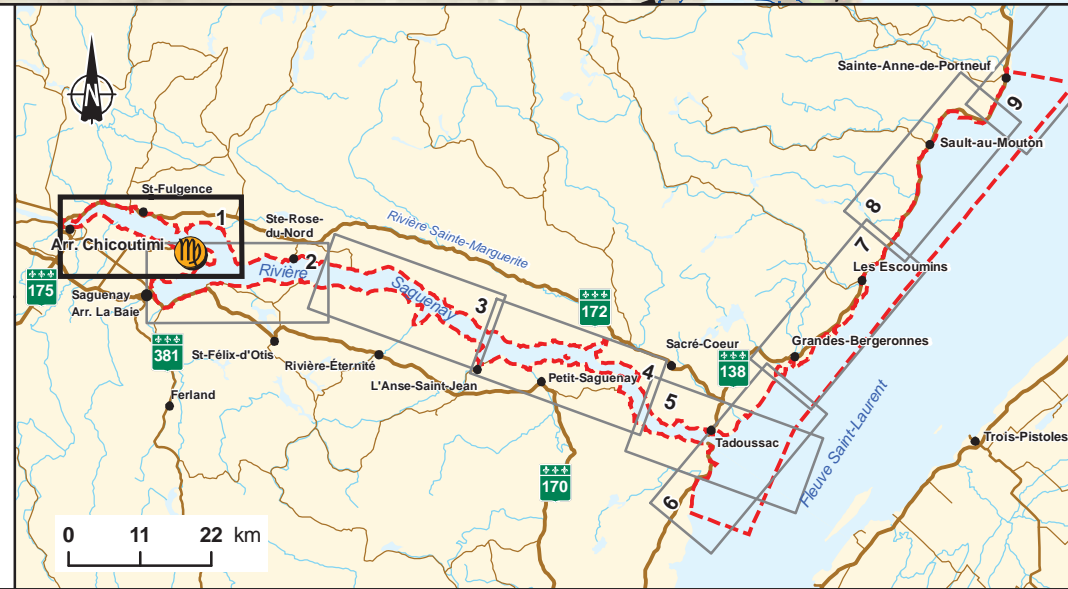 N
Sainte-Anne-de-Portneuf
9
Sault-au-Mouton
St-Fulgence
8
1
Ste-Rose-
du-Nord
Rivière Sainte-Marguerite
Arr. Chicoutimi
7
2
Les Escoumins
Rivière
Saguenay
175
Saguenay
Arr. La Baie
3
172
Grandes-Bergeronnes
Sacré-Coeur
381
St-Félix-d'Otis
138
Rivière-Éternité
4
Petit-Saguenay
L'Anse-Saint-Jean
Ferland
5
Fleuve Saint-Laurent
Trois-Pistoles
Tadoussac
170
6
0 11 22 km